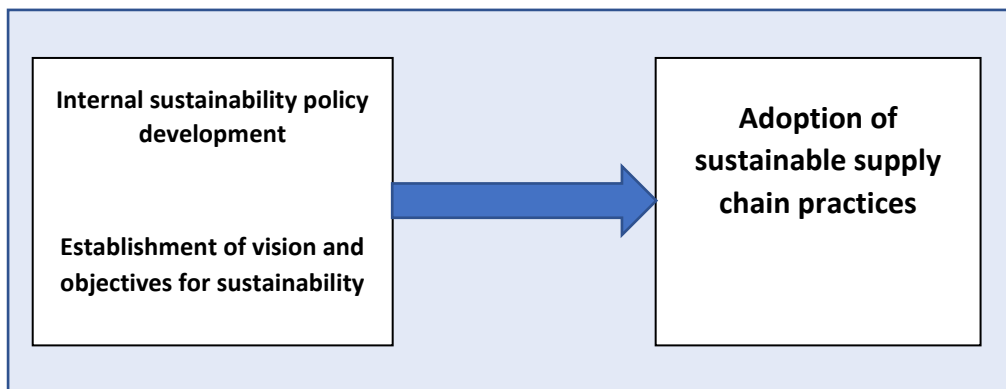 Internal sustainability policy
development
Establishment of vision and
objectives for sustainability
Adoption of
sustainable supply
chain practices